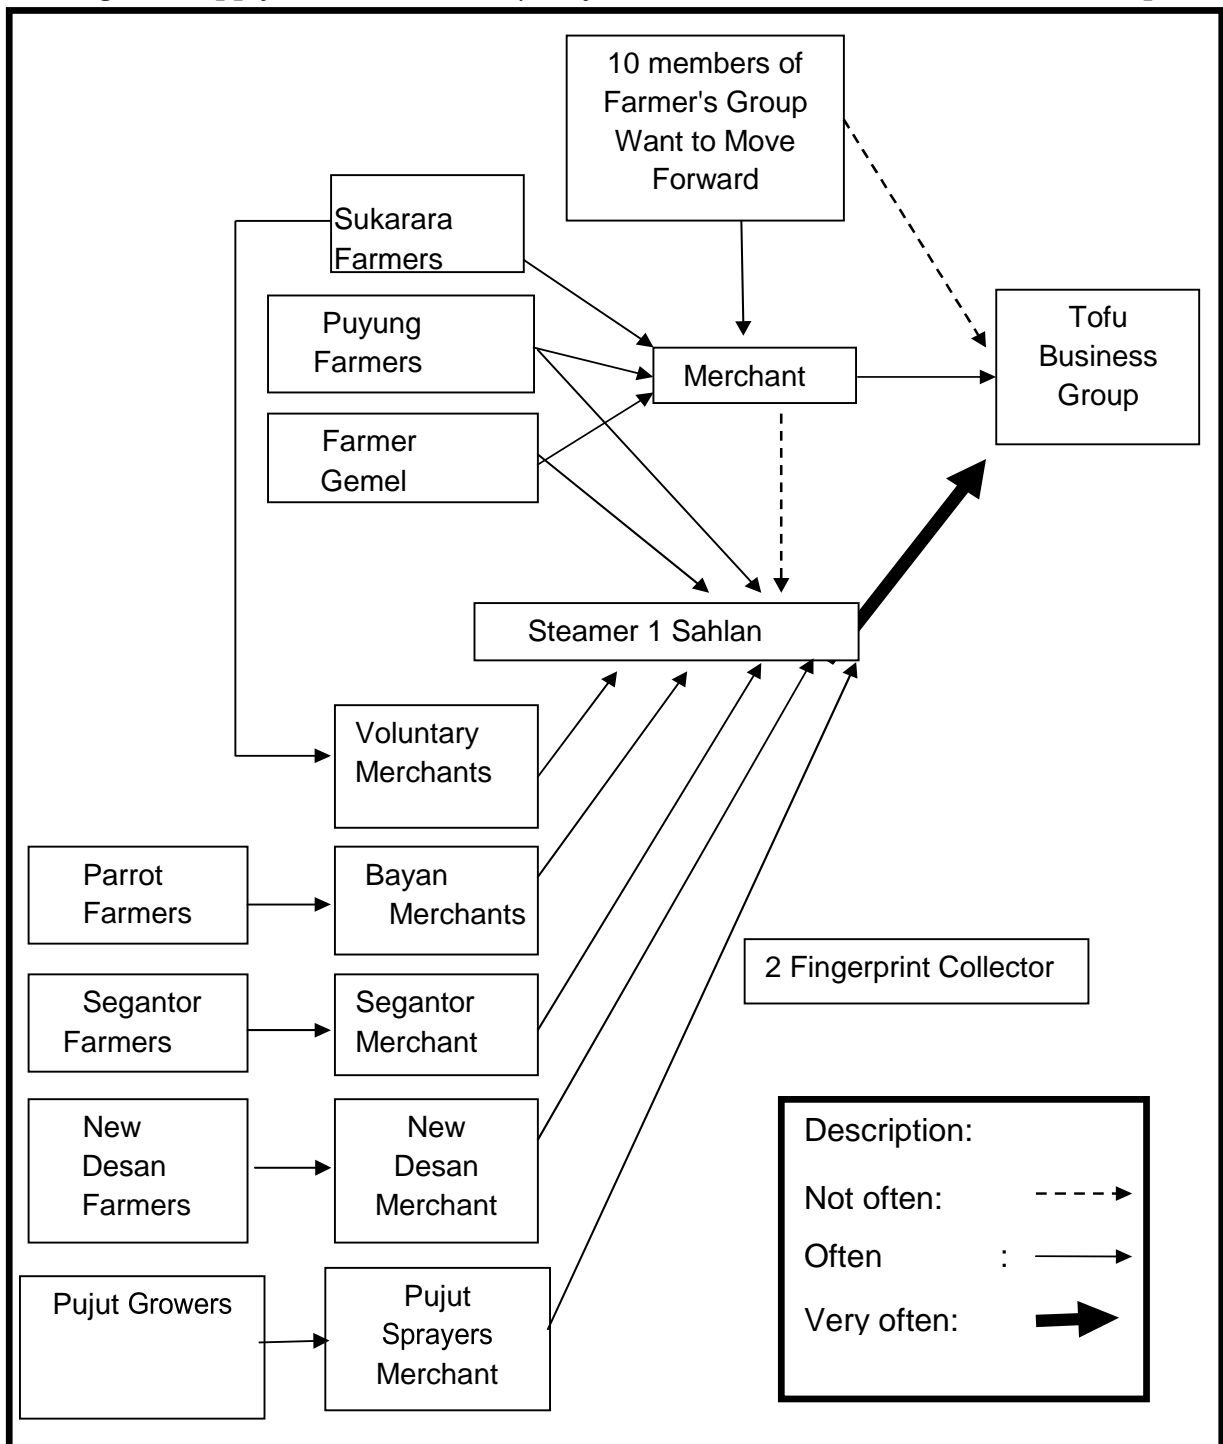 10 members of
Farmer's Group
Want to Move
Forward
Sukarara
Farmers
Puyung
Farmers
Tofu
Business
Group
Merchant
Farmer
Gemel
Steamer 1 Sahlan
Voluntary
Merchants
Parrot
Farmers
Bayan
Merchants
2 Fingerprint Collector
Segantor
Farmers
Segantor
Merchant
New
Desan
Farmers
New
Desan
Merchant
Description:
Not often:
Often :
Very often:
Pujut Growers
Pujut
Sprayers
Merchant